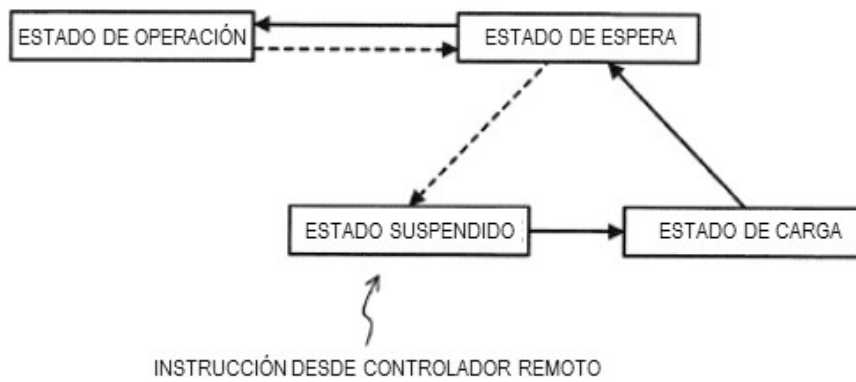 ESTADO DE OPERACIÓN
ESTADO DE ESPERA
ESTADO SUSPENDIDO
ESTADO DE CARGA
INSTRUCCIÓN DESDE CONTROLADOR REMOTO